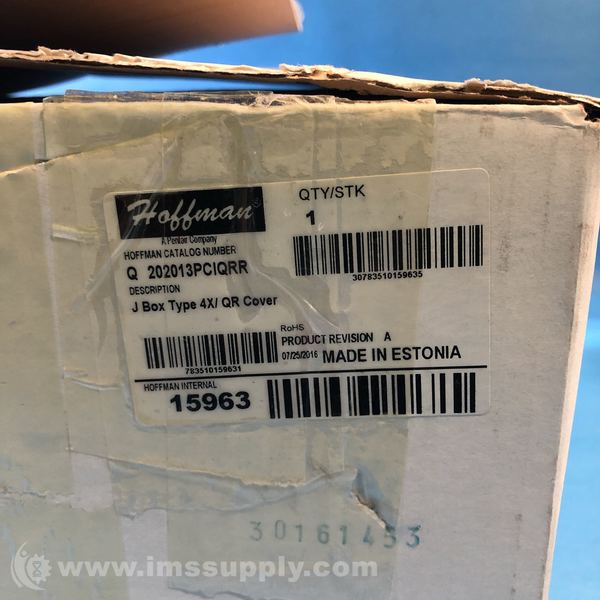 Hoffman®
A Pentair Company
HOFFMAN CATALOG NUMBER
Q 202013PCIQRR
DESCRIPTION
J Box Type 4X/ QR Cover
783510159631
QTY/STK
1
30783510159635
RoHS
PRODUCT REVISION A
07/25/2016 MADE IN ESTONIA
HOFFMAN INTERNAL
15963
30161453
www.imssupply.com/